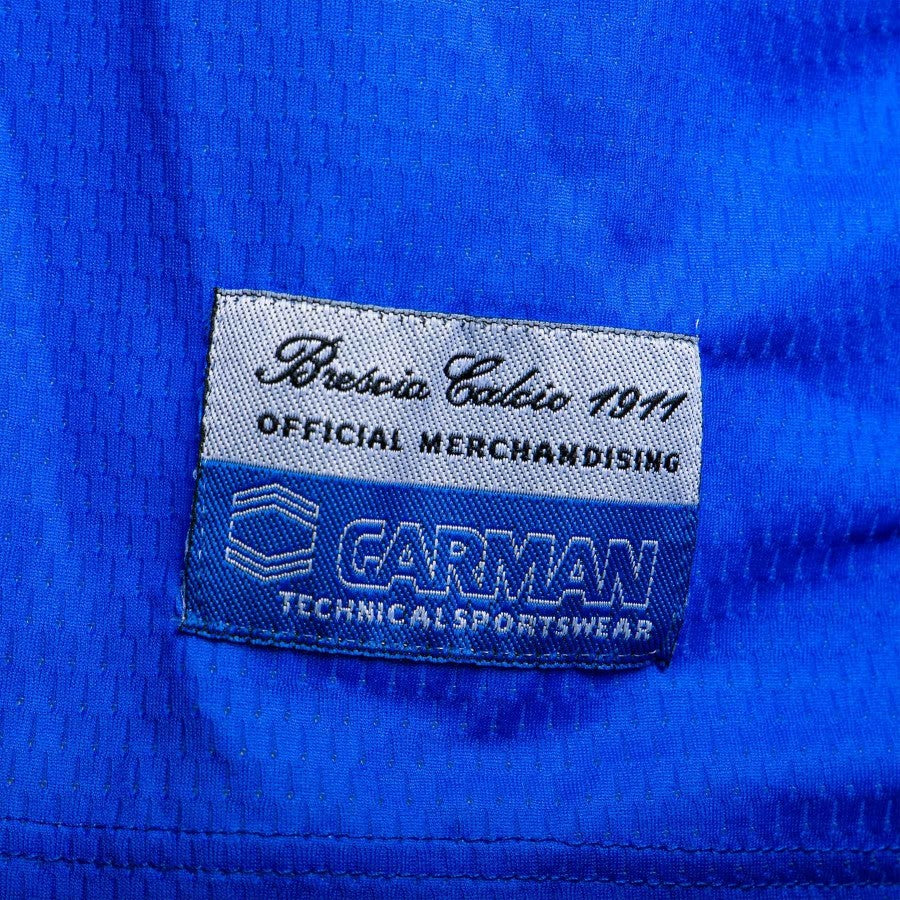 Brescia Calcio 1911
OFFICIAL MERCHANDISING
GARMAN
TECHNICALSPORTSWEAR